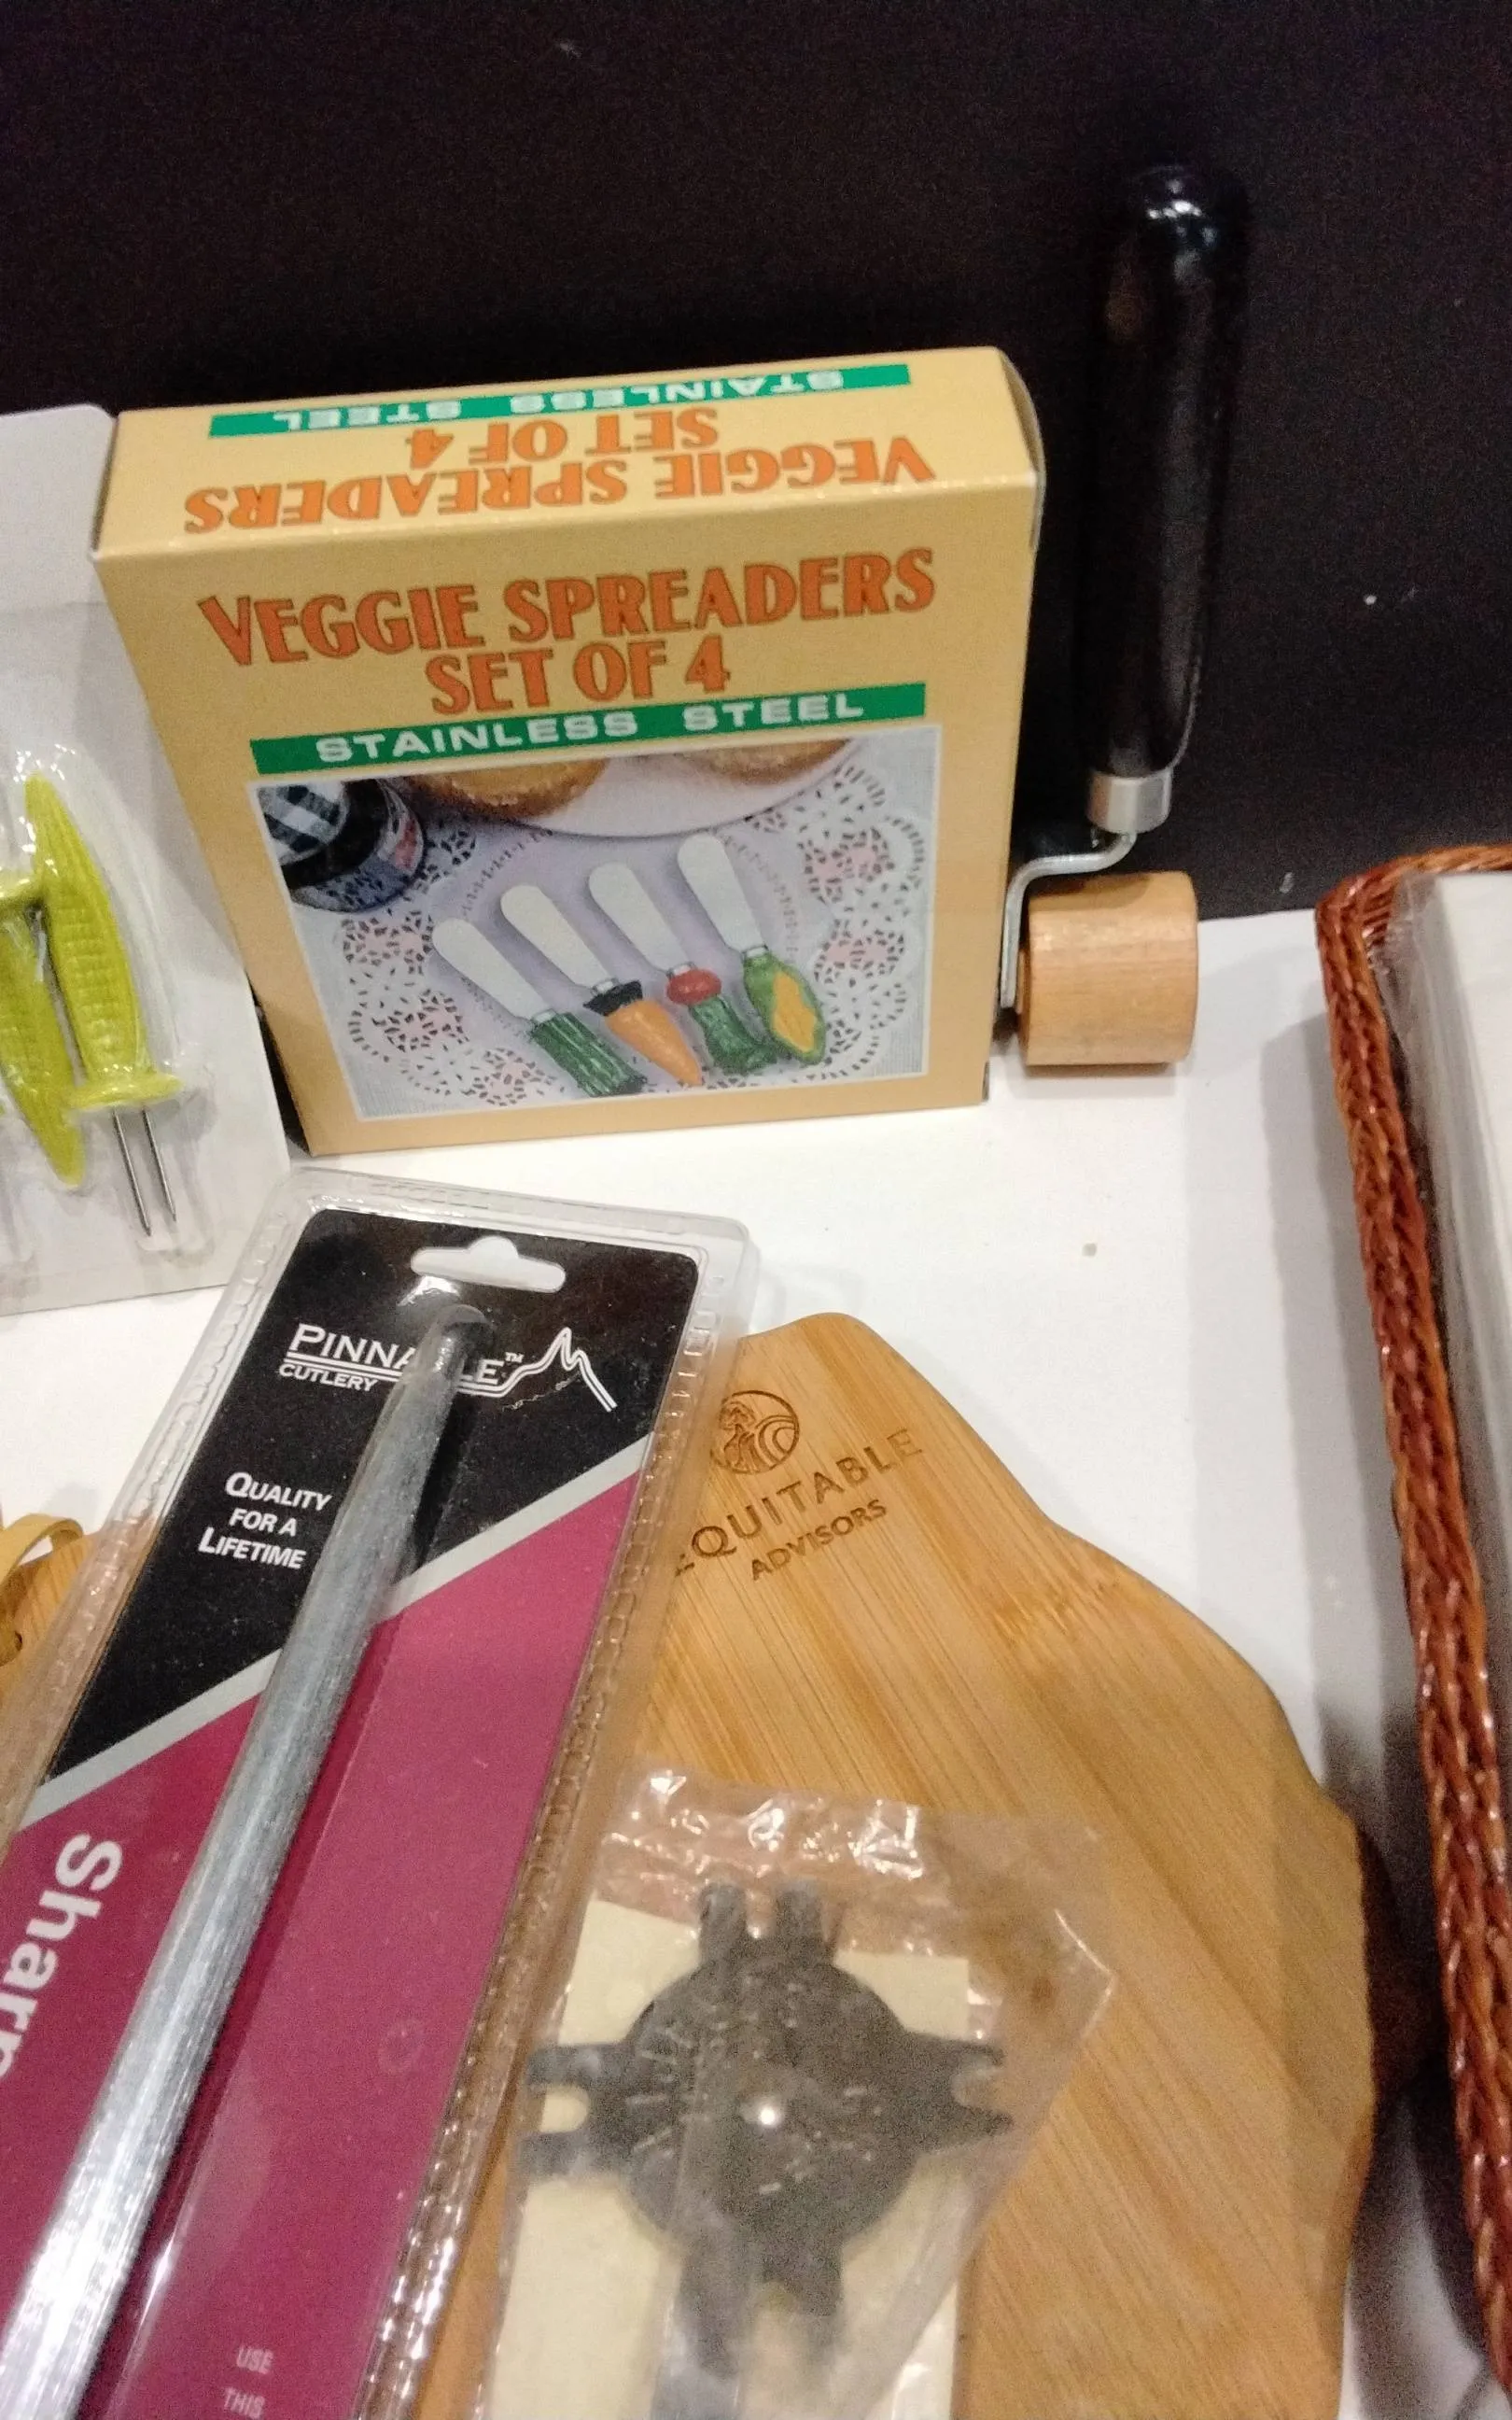 STAINLESS STEEL
VEGGIE SPREADERS
SET OF 4
VEGGIE SPREADERS
SET OF 4
STAINLESS STEEL
PINNACLE™
CUTLERY
QUALITY
FOR A
LIFETIME
EQUITABLE
ADVISORS
USE
THIS